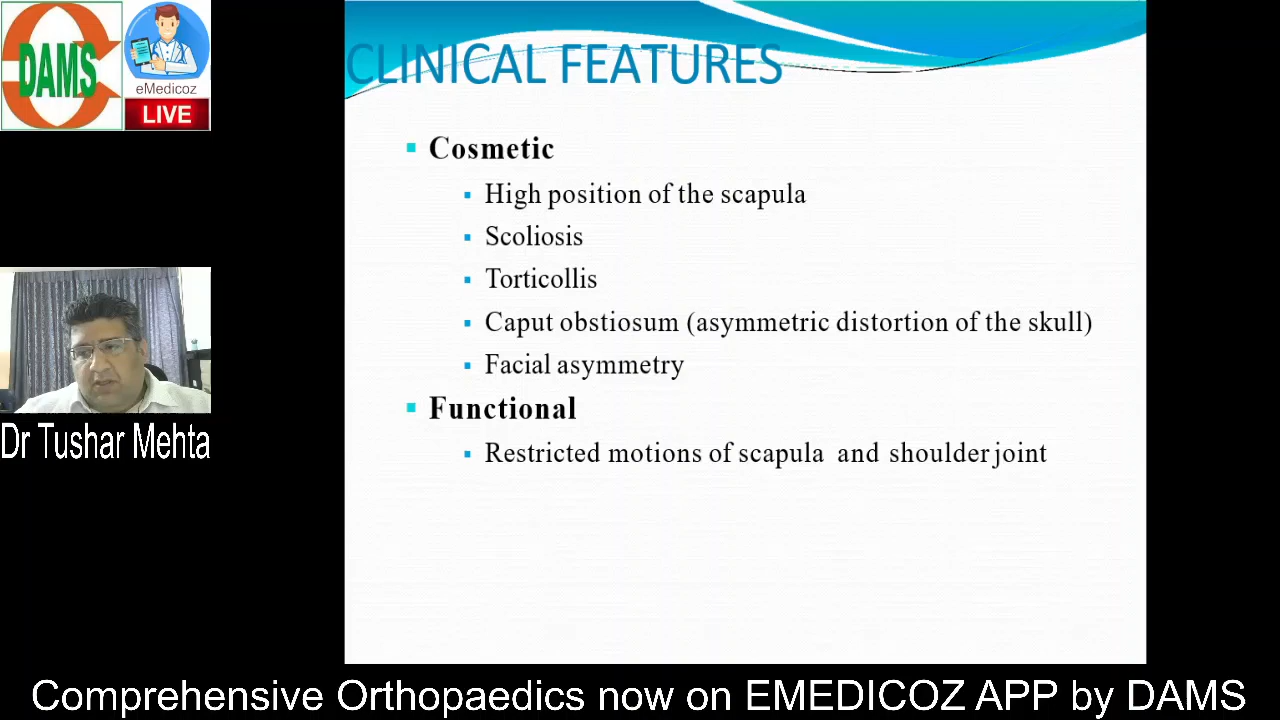 DAMS
eMedicoz
LIVE
CLINICAL FEATURES
Cosmetic
High position of the scapula
Scoliosis
Torticollis
Caput obstiosum (asymmetric distortion of the skull)
Facial asymmetry
Functional
Restricted motions of scapula and shoulder joint
Dr Tushar Mehta
Comprehensive Orthopaedics now on EMEDICOZ APP by DAMS